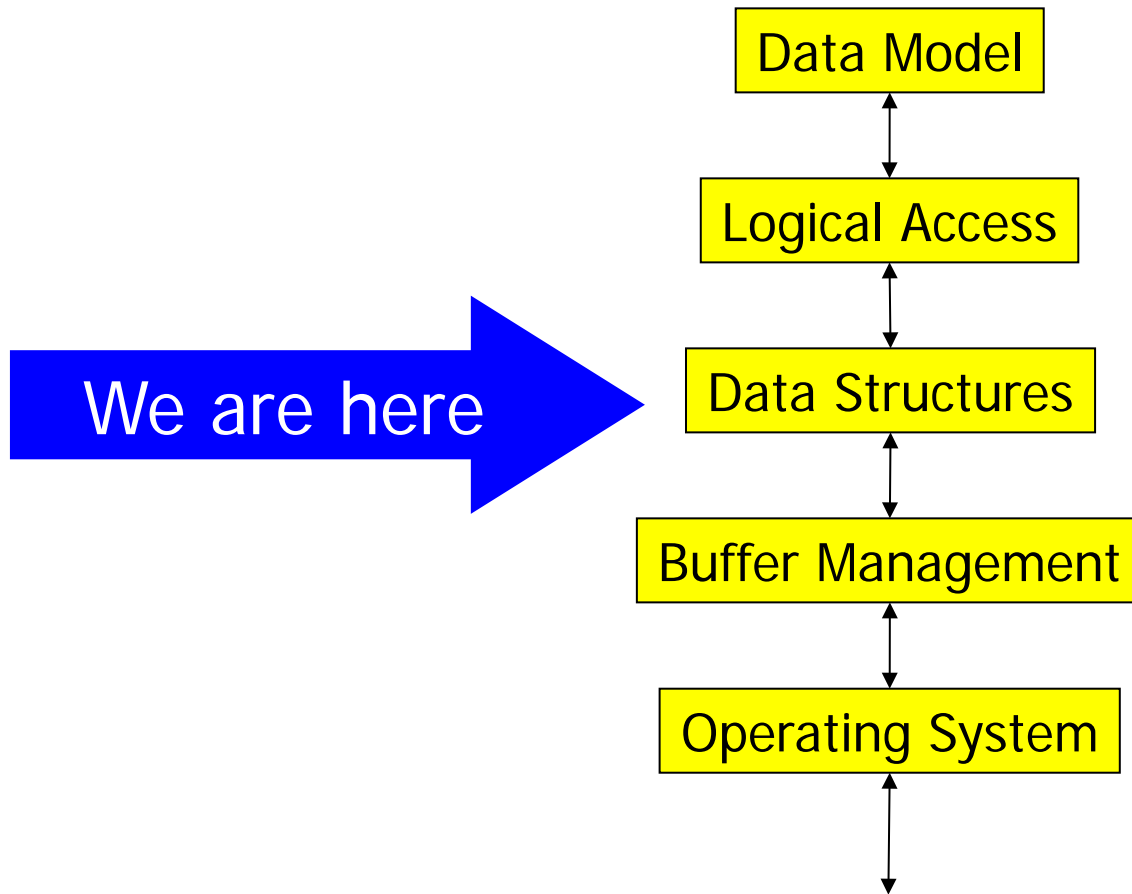 Data Model
Logical Access
We are here
Data Structures
Buffer Management
Operating System